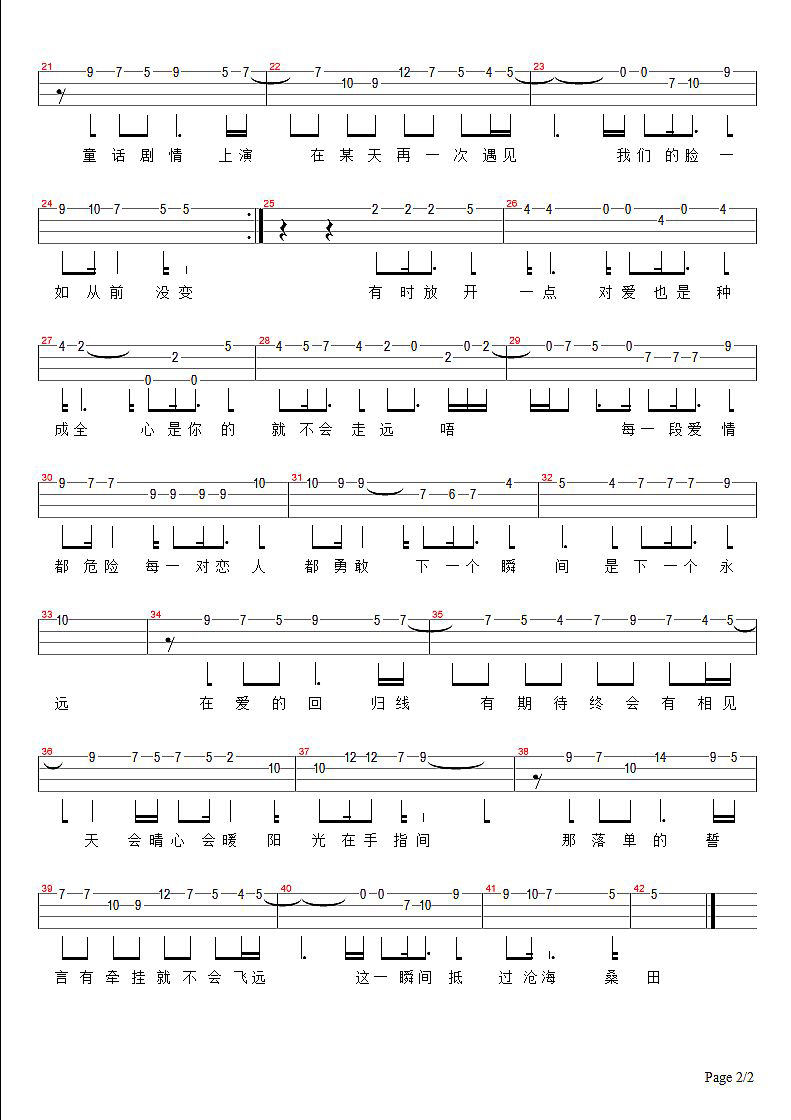 21 22 23
9 7 5 9 5 7 7 10 9 12 7 5 4 5 0 0 7 10 9
童 话 剧 情 上 演 在 某 天 再 一 次 遇 见 我 们 的 脸 一
24 25 26
9 10 7 5 5 2 2 2 5 4 4 0 0 4 0 4
如 从 前 没 变 有 时 放 开 一 点 对 爱 也 是 种
27 28 29
4 2 0 2 0 5 4 5 7 4 2 0 2 0 2 0 7 5 0 7 7 7 9
成 全 心 是 你 的 就 不 会 走 远 唔 每 一 段 爱 情
30 31 32
9 7 7 9 9 9 9 10 10 9 9 7 6 7 4 5 4 7 7 7 9
都 危 险 每 一 对 恋 人 都 勇 敢 下 一 个 瞬 间 是 下 一 个 永
33 34 35
10 9 7 5 9 5 7 7 5 4 7 9 7 4 5
远 在 爱 的 回 归 线 有 期 待 终 会 有 相 见
36 37 38
9 7 5 7 5 2 10 10 12 12 7 9 9 7 10 14 9 5
天 会 晴 心 会 暖 阳 光 在 手 指 间 那 落 单 的 誓
39 40 41 42
7 7 10 9 12 7 5 4 5 0 0 7 10 9 9 10 7 5 5
言 有 牵 挂 就 不 会 飞 远 这 一 瞬 间 抵 过 沧 海 桑 田
Page 2/2